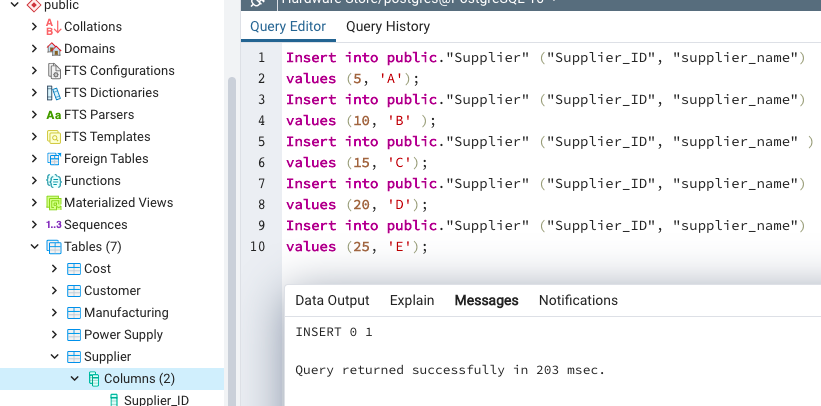 public
Collations
Domains
FTS Configurations
FTS Dictionaries
Aa FTS Parsers
FTS Templates
Foreign Tables
Functions
Materialized Views
1..3 Sequences
Tables (7)
Cost
Customer
Manufacturing
Power Supply
Supplier
Columns (2)
Supplier_ID
Query Editor Query History
1 Insert into public."Supplier" ("Supplier_ID", "supplier_name")
2 values (5, 'A');
3 Insert into public."Supplier" ("Supplier_ID", "supplier_name")
4 values (10, 'B' );
5 Insert into public."Supplier" ("Supplier_ID", "supplier_name" )
6 values (15, 'C');
7 Insert into public."Supplier" ("Supplier_ID", "supplier_name")
8 values (20, 'D');
9 Insert into public."Supplier" ("Supplier_ID", "supplier_name")
10 values (25, 'E');
Data Output Explain Messages Notifications
INSERT 0 1
Query returned successfully in 203 msec.